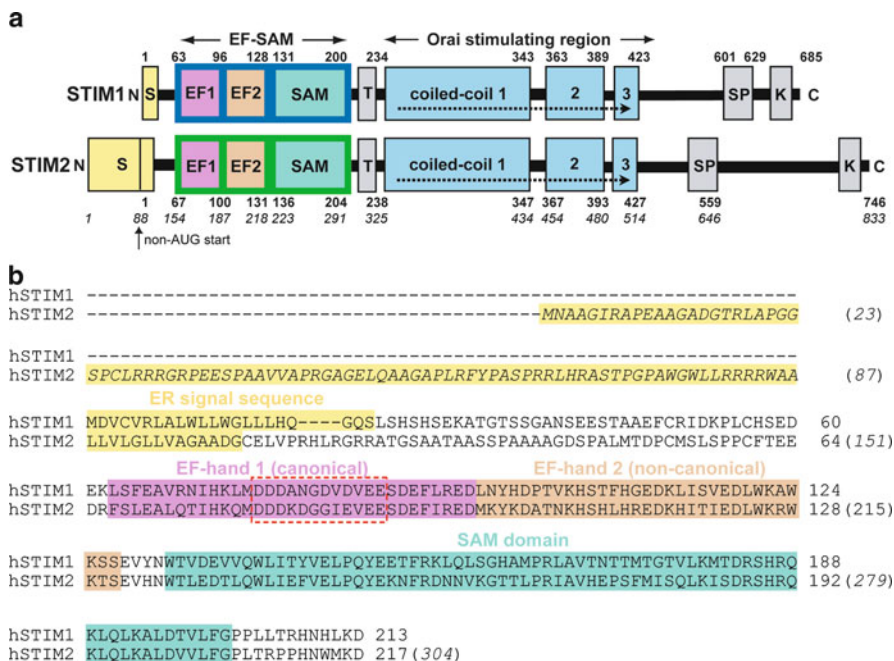 a
EF-SAM
Orai stimulating region
1 63 96 128 131 200 234 343 363 389 423 601 629 685
STIM1 N S EF1 EF2 SAM T coiled-coil 1 2 3 SP K C
STIM2 N S EF1 EF2 SAM T coiled-coil 1 2 3 SP K C
1 67 100 131 136 204 238 347 367 393 427 559 746
1 88 154 187 218 223 291 325 434 454 480 514 646 833
non-AUG start
b
hSTIM1 ----------------------------------------------------------------
hSTIM2 -----------------------------------------MNAAGIRAPEAAGADGTRLAPGG (23)
hSTIM1 ----------------------------------------------------------------
hSTIM2 SPCLRRRGRPEESPAAVVAPRGAGELQAAGAPLRFYPASPRRLHRASTPGPAWGWLLRRRRWAA (87)
ER signal sequence
hSTIM1 MDVCVRLALWLLWGLLLHQ----GQSLSHSHSEKATGTSSGANSEESTAAEFCRIDKPLCHSED 60
hSTIM2 LLVLGLLVAGAADGCELVPRHLRGRRATGSAATAASSPAAAAGDSPALMTDPCMSLSPPCFTEE 64 (151)
EF-hand 1 (canonical)
EF-hand 2 (non-canonical)
hSTIM1 EKLSFEAVRNIHKLMDDDANGDVDVEESDEFLREDLNYHDPTVKHSTFHGEDKLISVEDLWKAW 124
hSTIM2 DRFSLEALQTIHKQMDDDKDGGIEVEESDEFIREDMKYKDATNKHSHLHREDKHITIEDLWKRW 128 (215)
SAM domain
hSTIM1 KSSEVYNWTVDEVVQWLITYVELPQYEETFRKLQLSGHAMPRLAVTNTTMTGTVLKMTDRSHRQ 188
hSTIM2 KTSEVHNWTLEDTLQWLIEFVELPQYEKNFRDNNVKGTTLPRIAVHEPSFMISQLKISDRSHRQ 192 (279)
hSTIM1 KLQLKALDTVLFGPPLLTRHNHLKD 213
hSTIM2 KLQLKALDVVLFGPLTRPPHNWMKD 217 (304)